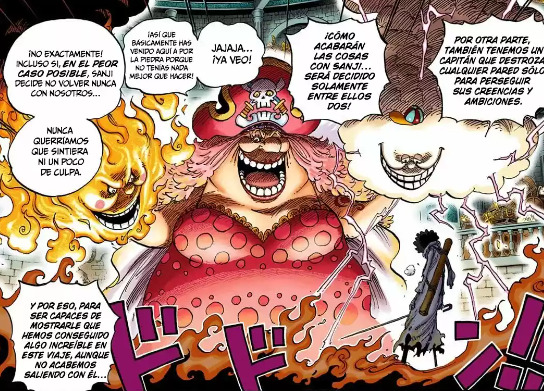 POR OTRA PARTE,
TAMBIÉN TENEMOS UN
CAPITÁN QUE DESTROZA
CUALQUIER PARED SÓLO
PARA PERSEGUIR
SUS CREENCIAS Y
AMBICIONES.
¡CÓMO
ACABARÁN
LAS COSAS
CON SANJI...
SERÁ DECIDIDO
SOLAMENTE
ENTRE ELLOS
DOS!
JAJAJA...
¡YA VEO!
¡ASÍ QUE
BÁSICAMENTE HAS
VENIDO AQUÍ A POR
LA PIEDRA PORQUE
NO TENÍAS NADA
MEJOR QUE HACER!
¡NO EXACTAMENTE!
INCLUSO SI, EN EL PEOR
CASO POSIBLE, SANJI
DECIDE NO VOLVER NUNCA
CON NOSOTROS...
NUNCA
QUERRÍAMOS
QUE SINTIERA
NI UN POCO
DE CULPA.
Y POR ESO, PARA
SER CAPACES DE
MOSTRARLE QUE
HEMOS CONSEGUIDO
ALGO INCREÍBLE EN
ESTE VIAJE, AUNQUE
NO ACABEMOS
SALIENDO CON ÉL...
ドドン!!